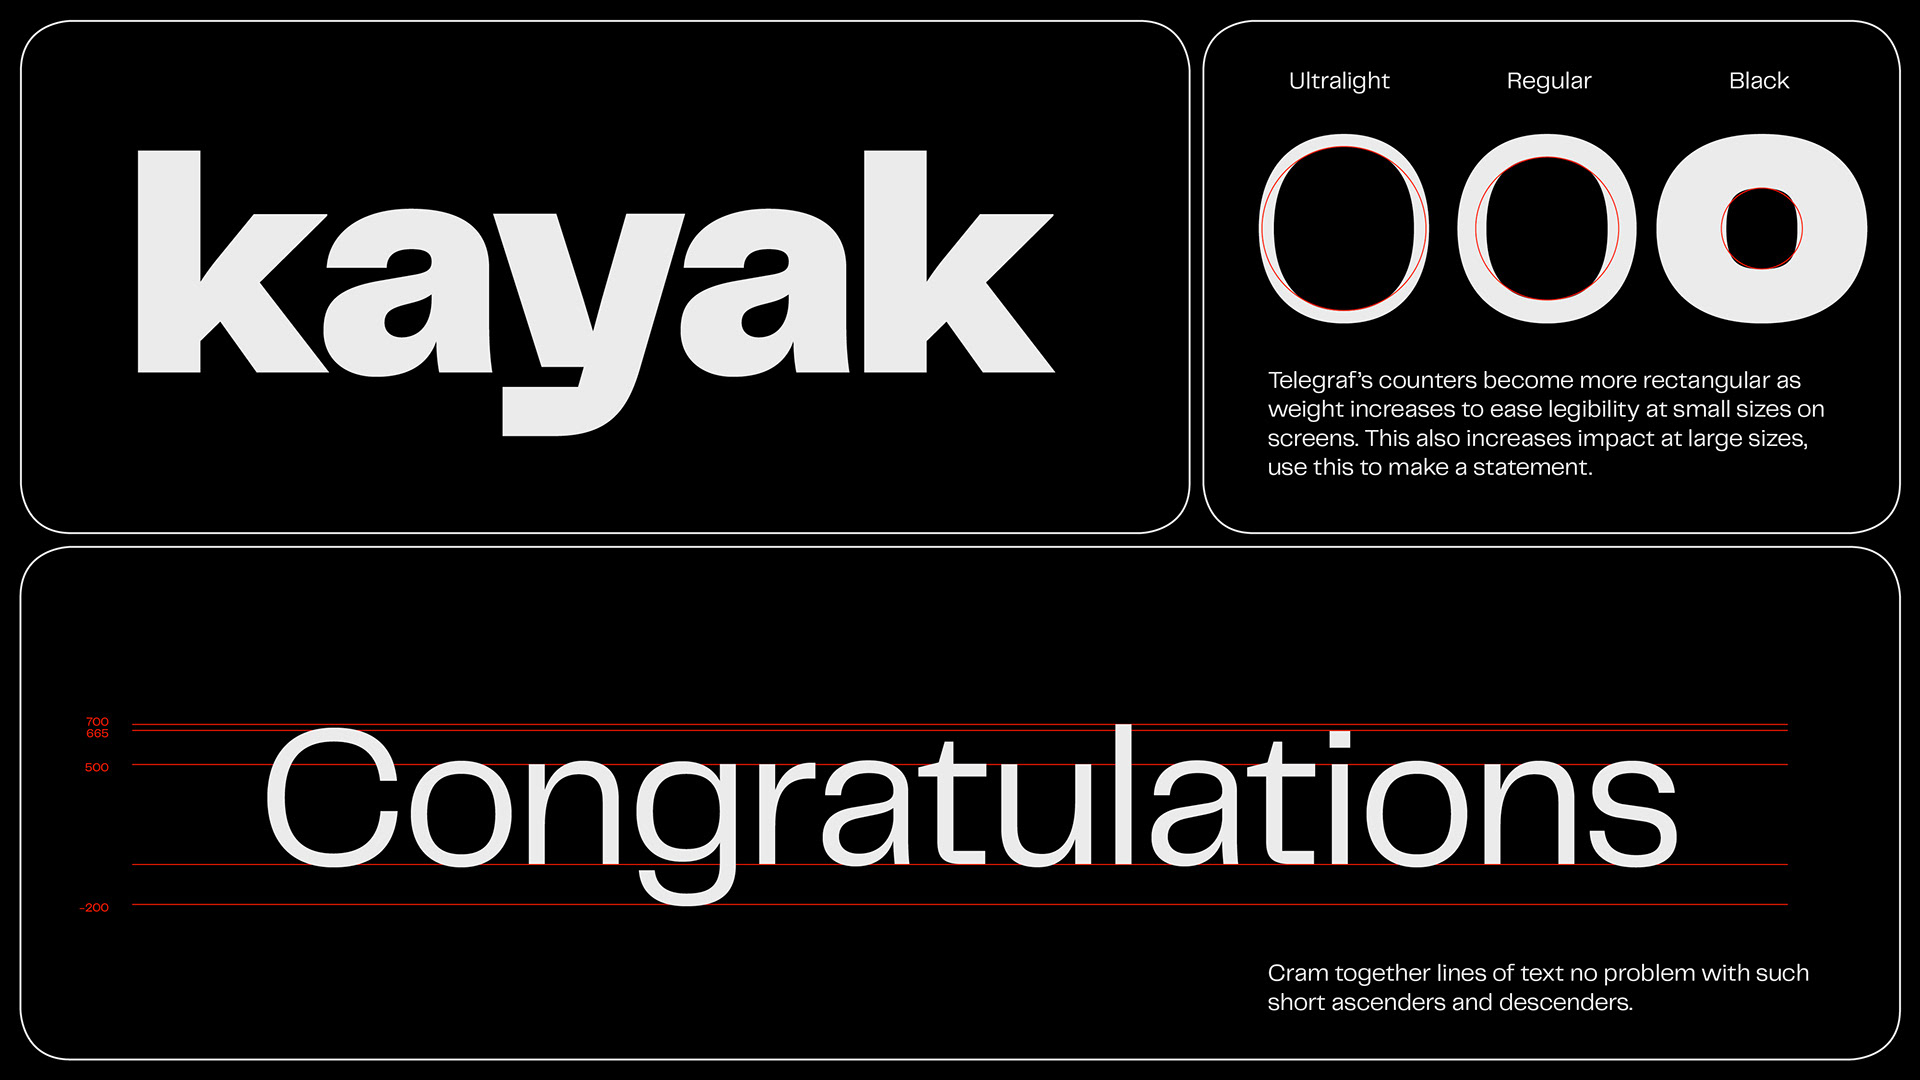 kayak
Ultralight Regular Black
OOO
Telegraf’s counters become more rectangular as
weight increases to ease legibility at small sizes on
screens. This also increases impact at large sizes,
use this to make a statement.
700
665
500
Congratulations
-200
Cram together lines of text no problem with such
short ascenders and descenders.